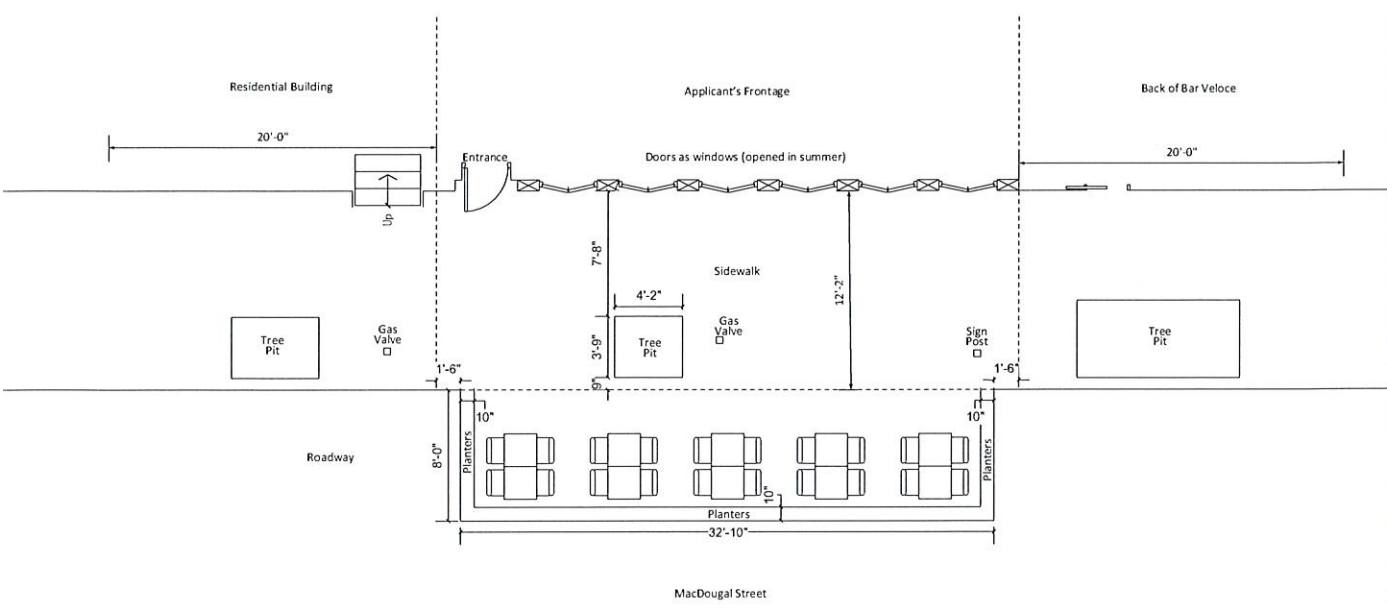 Residential Building
Applicant's Frontage
Back of Bar Veloce
20'-0"
Entrance
Doors as windows (opened in summer)
20'-0"
Up
7'-8"
Sidewalk
12'-2"
4'-2"
Tree
Pit
Gas
Valve
3'-9"
Tree
Pit
Gas
Valve
Sign
Post
Tree
Pit
1'-6"
9"
1'-6"
10"
10"
Roadway
8'-0"
Planters
Planters
10"
Planters
32'-10"
MacDougal Street